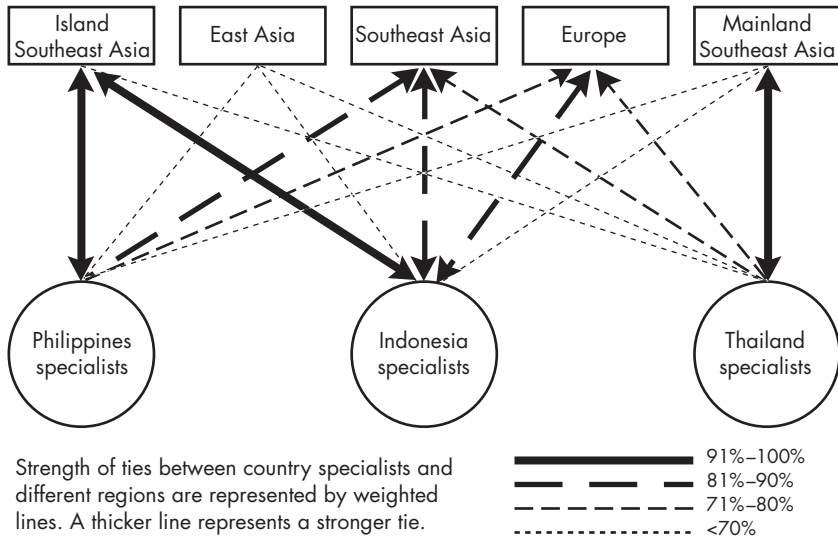 Island
Southeast Asia
East Asia
Southeast Asia
Europe
Mainland
Southeast Asia
Philippines
specialists
Indonesia
specialists
Thailand
specialists
Strength of ties between country specialists and
different regions are represented by weighted
lines. A thicker line represents a stronger tie.
91%–100%
81%–90%
71%–80%
<70%